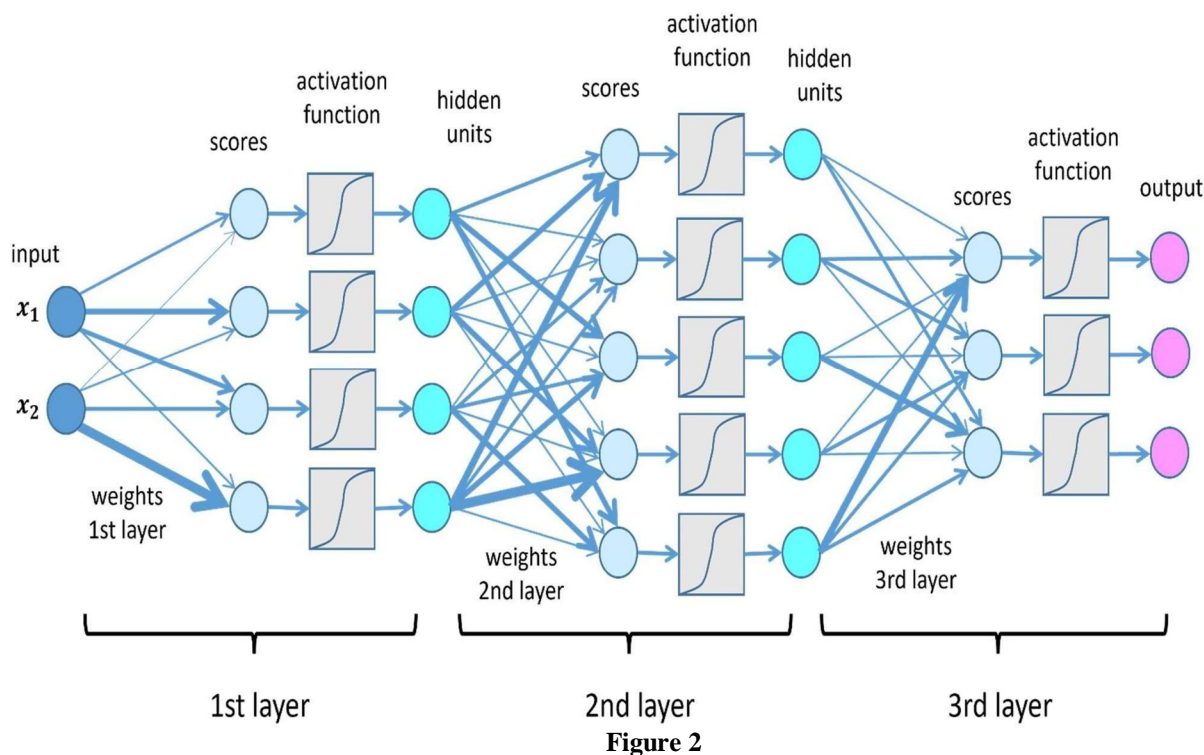 input
x₁
x₂
scores
activation
function
hidden
units
weights
1st layer
scores
activation
function
hidden
units
weights
2nd layer
scores
activation
function
output
weights
3rd layer
1st layer
2nd layer
3rd layer
Figure 2